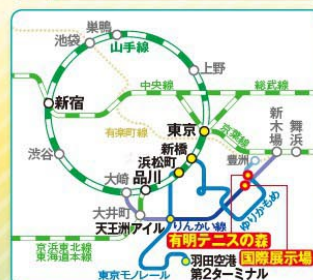 巣鴨
池袋
山手線
上野
中央線
総武線
新宿
有楽町線
東京
京葉線
新木場
舞浜
新橋
豊洲
渋谷
浜松町
大崎
品川
ゆりかもめ
大井町
りんかい線
天王洲アイル
有明テニスの森
京浜東北線
東海道本線
国際展示場
羽田空港
第2ターミナル
東京モノレール